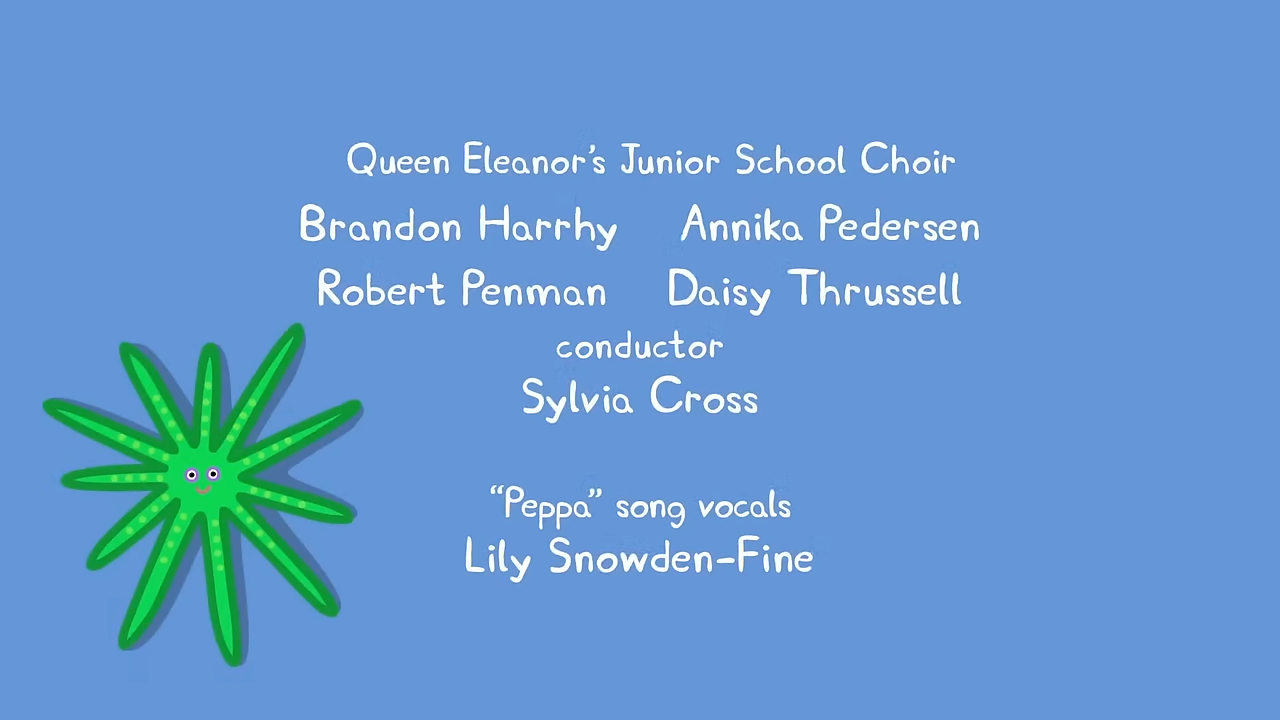 Queen Eleanor's Junior School Choir
Brandon Harrhy Annika Pedersen
Robert Penman Daisy Thrussell
conductor
Sylvia Cross
“Peppa” song vocals
Lily Snowden-Fine